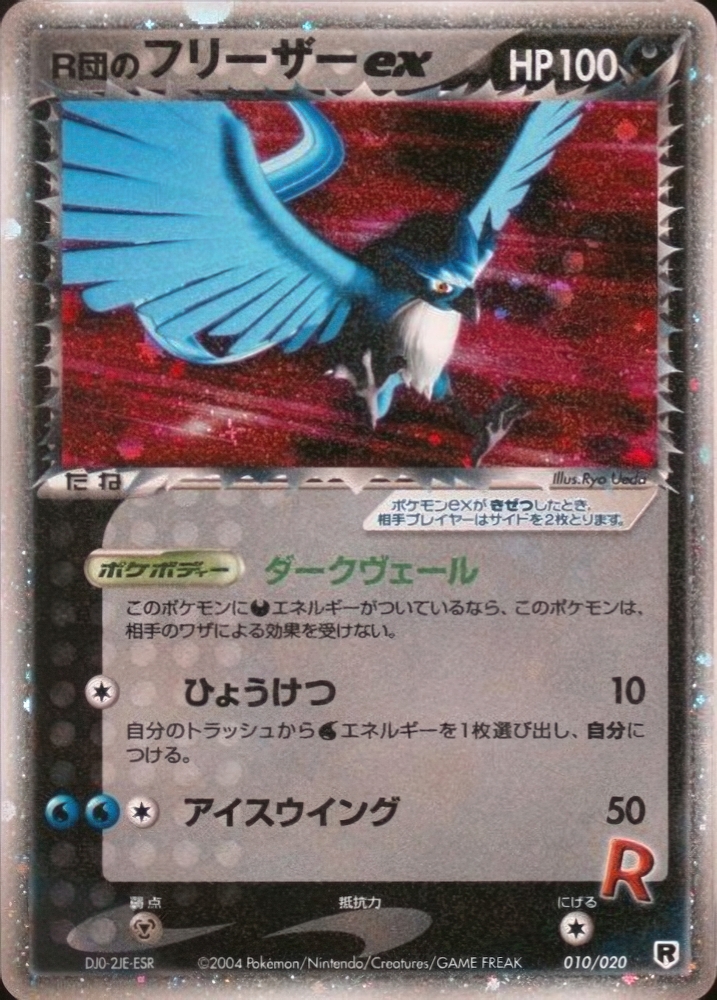 R団のフリーザーex HP100
たね Illus.Ryo Ueda
ポケモンexが きぜつしたとき、
相手プレイヤーはサイドを2枚とります。
ポケボディー ダークヴェール
このポケモンにエネルギーがついているなら、このポケモンは、
相手のワザによる効果を受けない。
ひょうけつ 10
自分のトラッシュからエネルギーを1枚選び出し、自分に
つける。
アイスウイング 50
R
弱点 抵抗力 にげる
DJ0-2JE-ESR ©2004 Pokémon/Nintendo/Creatures/GAME FREAK 010/020 R